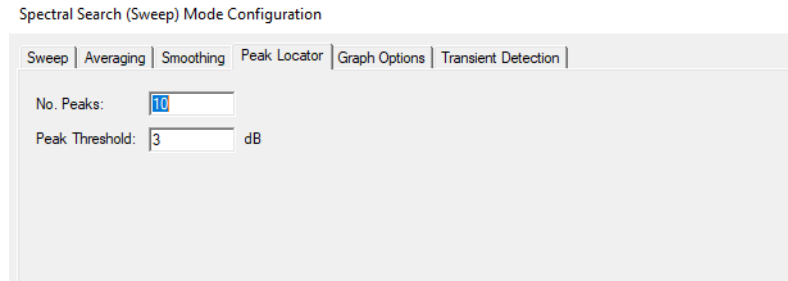 Spectral Search (Sweep) Mode Configuration
Sweep Averaging Smoothing Peak Locator Graph Options Transient Detection
No. Peaks: 10
Peak Threshold: 3 dB